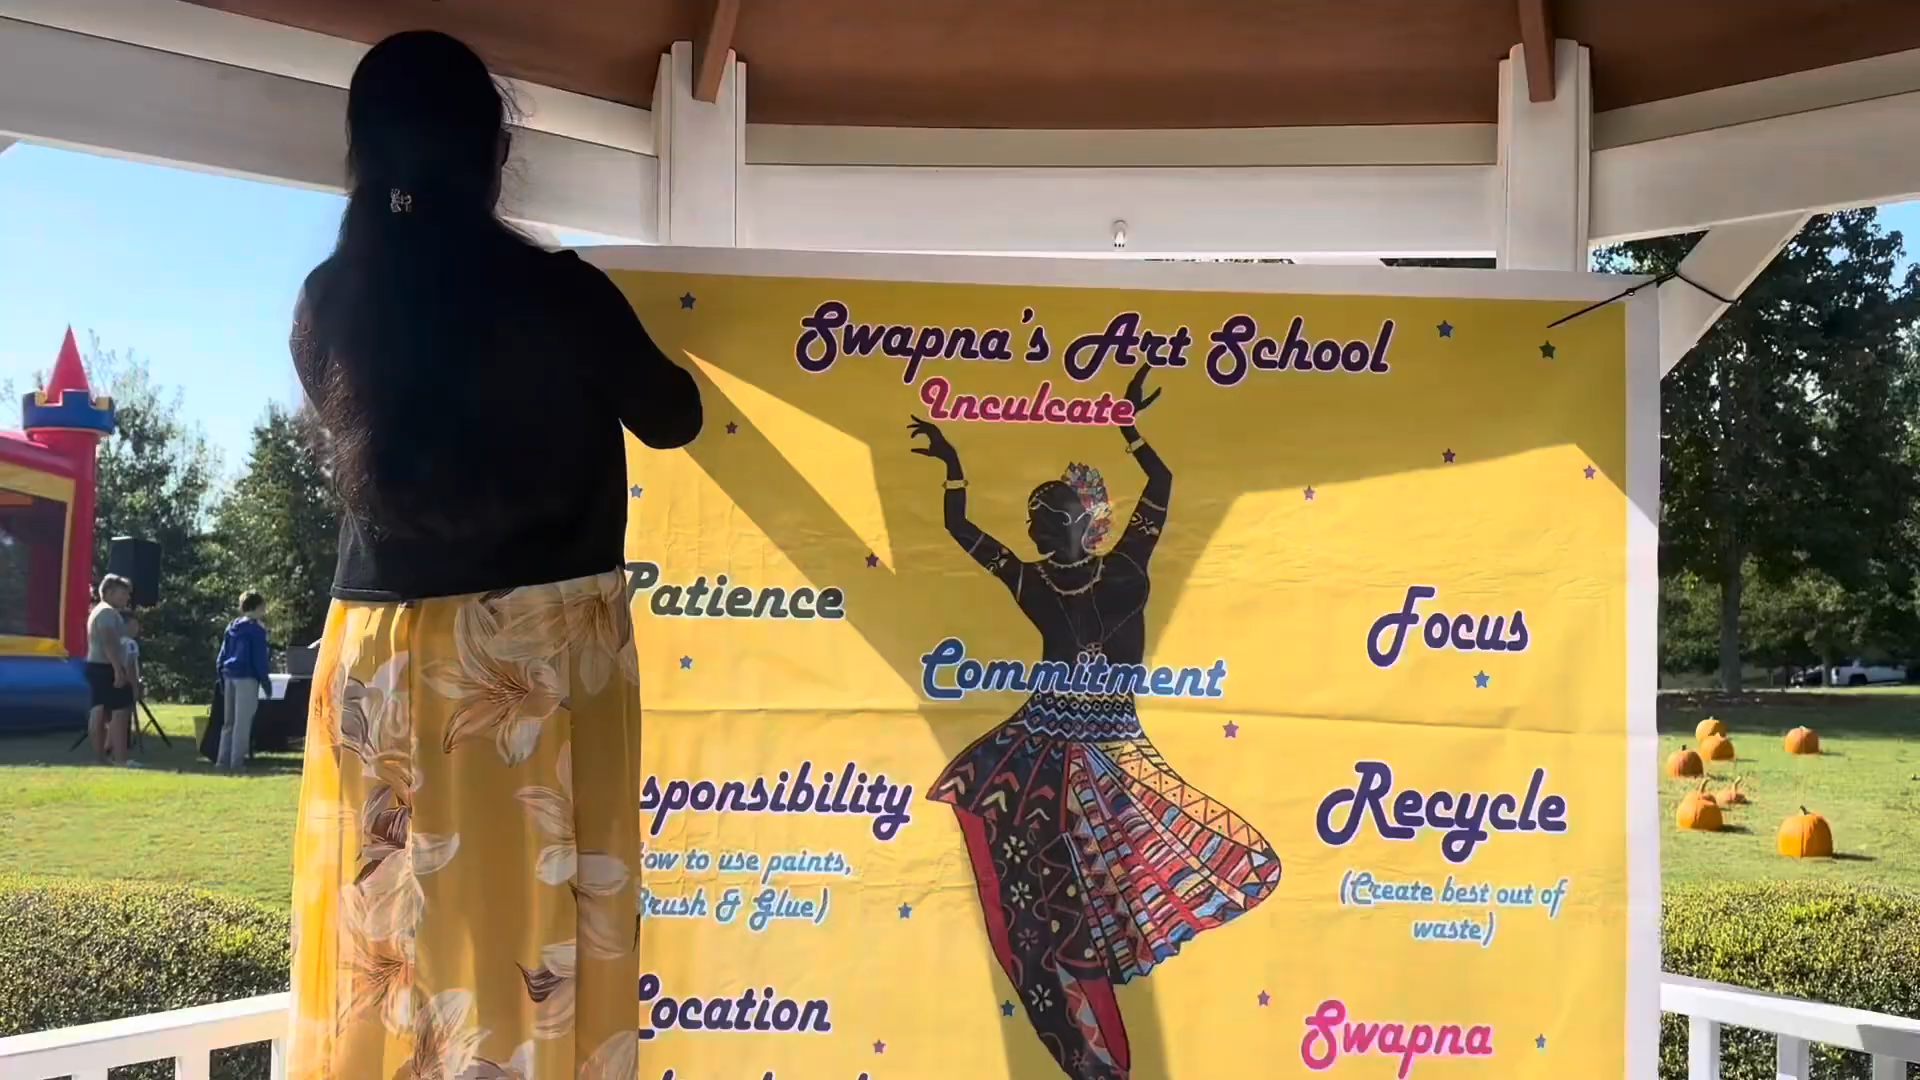 Swapna's Art School
Inculcate
Patience
Focus
Commitment
sponsibility
Recycle
ow to use paints,
Brush & Glue)
(Create best out of
waste)
Location
Swapna